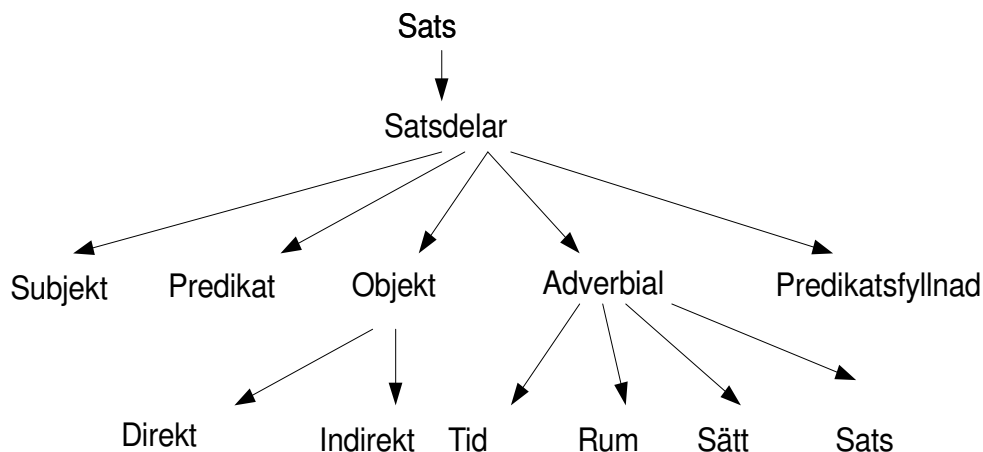 Sats
Satsdelar
Subjekt Predikat Objekt Adverbial Predikatsfyllnad
Direkt Indirekt Tid Rum Sätt Sats